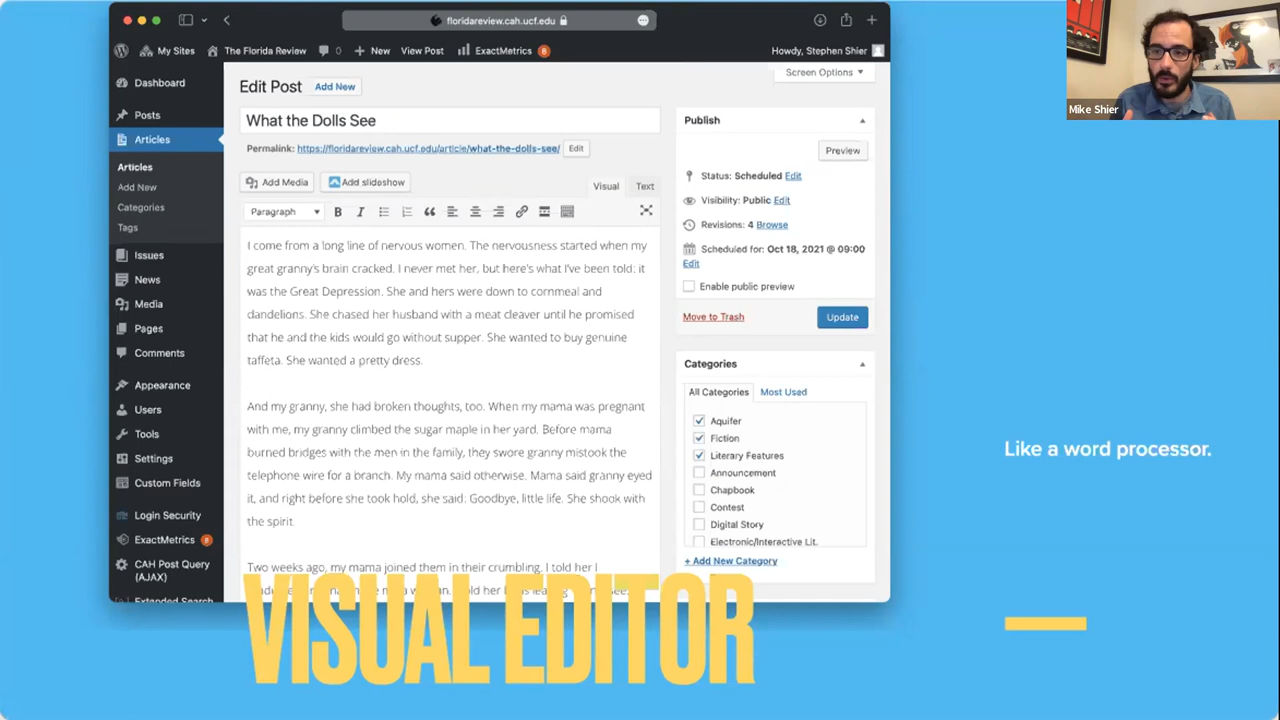 floridareview.cah.ucf.edu
My Sites The Florida Review 0 New View Post ExactMetrics 8 Howdy, Stephen Shier
Screen Options
Dashboard
Posts
Articles
Articles
Add New
Categories
Tags
Issues
News
Media
Pages
Comments
Appearance
Users
Tools
Settings
Custom Fields
Login Security
ExactMetrics 8
CAH Post Query
(AJAX)
Extended Search
Edit Post Add New
What the Dolls See
Permalink: https://floridareview.cah.ucf.edu/article/what-the-dolls-see/ Edit
Add Media Add slideshow
Visual Text
Paragraph B I
I come from a long line of nervous women. The nervousness started when my
great granny's brain cracked. I never met her, but here's what I've been told: it
was the Great Depression. She and hers were down to cornmeal and
dandelions. She chased her husband with a meat cleaver until he promised
that he and the kids would go without supper. She wanted to buy genuine
taffeta. She wanted a pretty dress.
And my granny, she had broken thoughts, too. When my mama was pregnant
with me, my granny climbed the sugar maple in her yard. Before mama
burned bridges with the men in the family, they swore granny mistook the
telephone wire for a branch. My mama said otherwise. Mama said granny eyed
it, and right before she took hold, she said: Goodbye, little life. She shook with
the spirit.
Two weeks ago, my mama joined them in their crumbling. I told her I
Publish
Preview
Status: Scheduled Edit
Visibility: Public Edit
Revisions: 4 Browse
Scheduled for: Oct 18, 2021 @ 09:00
Edit
Enable public preview
Move to Trash Update
Categories
All Categories Most Used
Aquifer
Fiction
Literary Features
Announcement
Chapbook
Contest
Digital Story
Electronic/Interactive Lit.
+ Add New Category
VISUAL EDITOR
Like a word processor.
Mike Shier